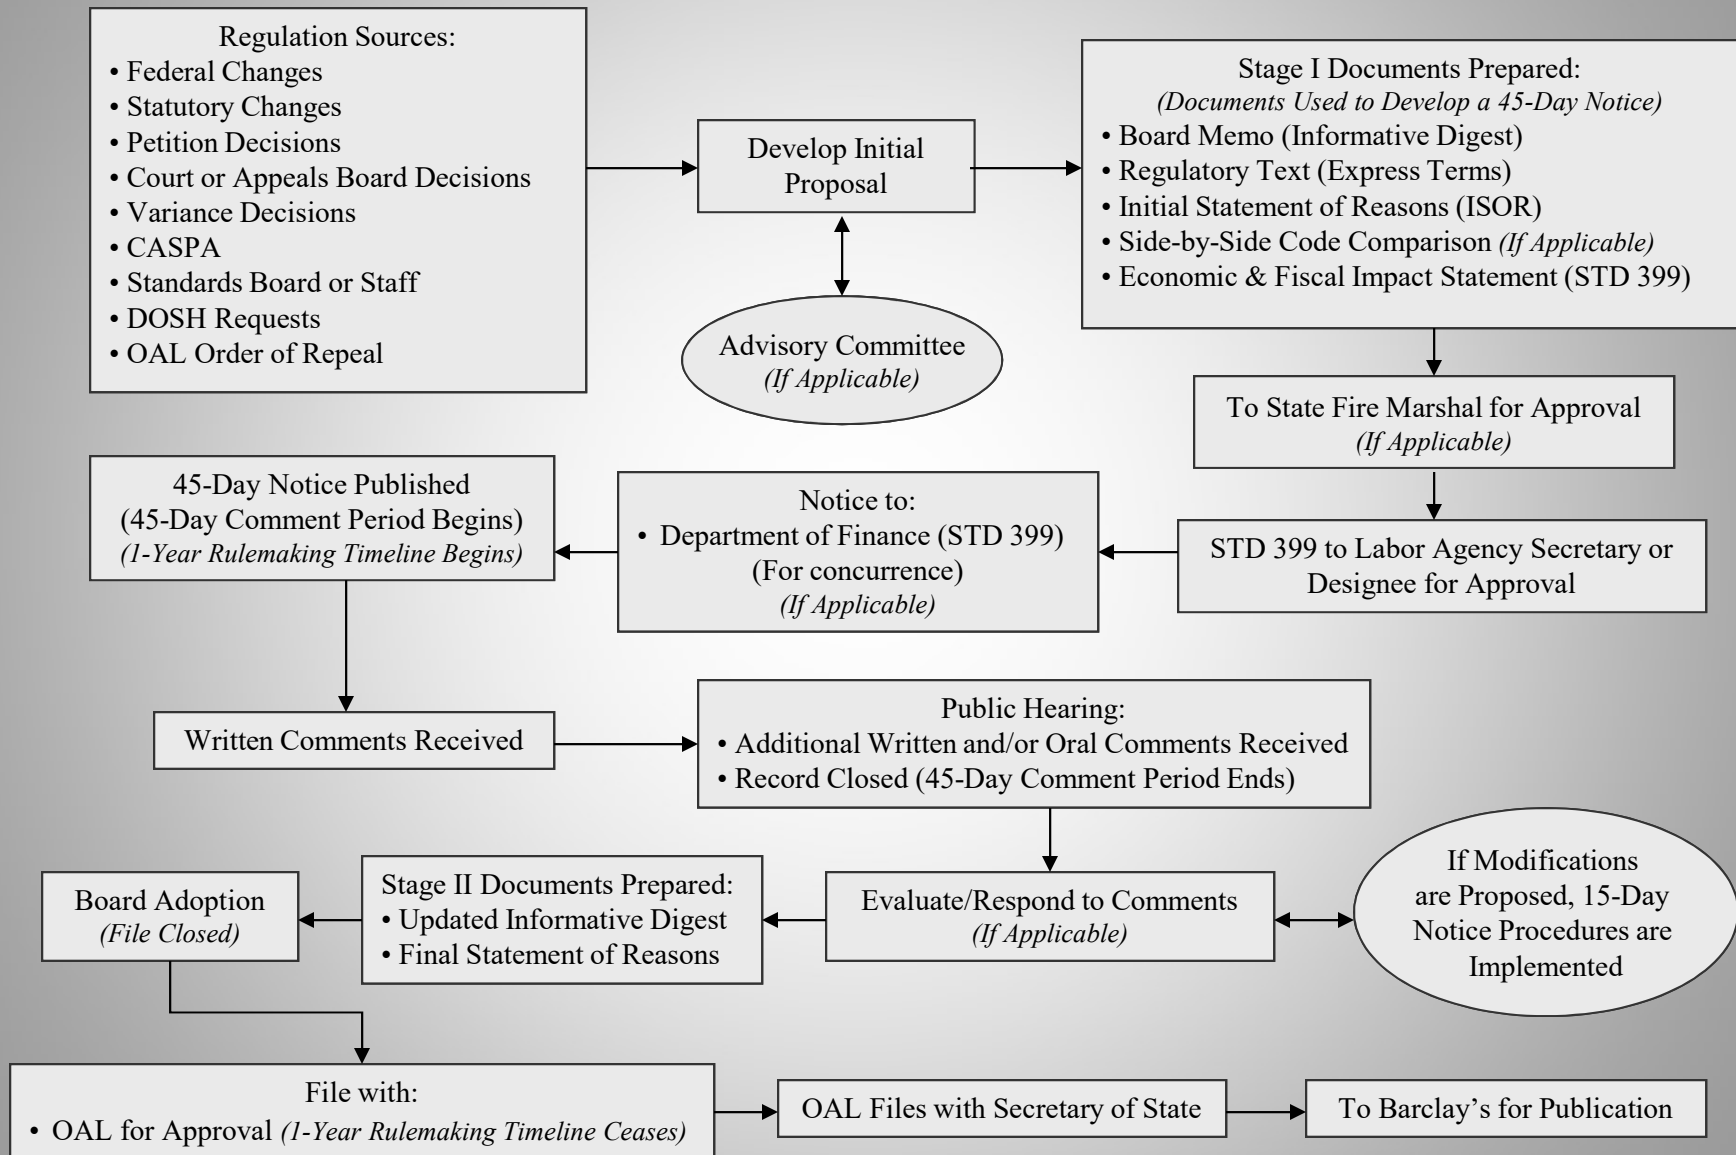 Regulation Sources:
• Federal Changes
• Statutory Changes
• Petition Decisions
• Court or Appeals Board Decisions
• Variance Decisions
• CASPA
• Standards Board or Staff
• DOSH Requests
• OAL Order of Repeal
Develop Initial
Proposal
Advisory Committee
(If Applicable)
Stage I Documents Prepared:
(Documents Used to Develop a 45-Day Notice)
• Board Memo (Informative Digest)
• Regulatory Text (Express Terms)
• Initial Statement of Reasons (ISOR)
• Side-by-Side Code Comparison (If Applicable)
• Economic & Fiscal Impact Statement (STD 399)
To State Fire Marshal for Approval
(If Applicable)
STD 399 to Labor Agency Secretary or
Designee for Approval
Notice to:
• Department of Finance (STD 399)
(For concurrence)
(If Applicable)
45-Day Notice Published
(45-Day Comment Period Begins)
(1-Year Rulemaking Timeline Begins)
Written Comments Received
Public Hearing:
• Additional Written and/or Oral Comments Received
• Record Closed (45-Day Comment Period Ends)
Evaluate/Respond to Comments
(If Applicable)
If Modifications
are Proposed, 15-Day
Notice Procedures are
Implemented
Stage II Documents Prepared:
• Updated Informative Digest
• Final Statement of Reasons
Board Adoption
(File Closed)
File with:
• OAL for Approval (1-Year Rulemaking Timeline Ceases)
OAL Files with Secretary of State
To Barclay's for Publication